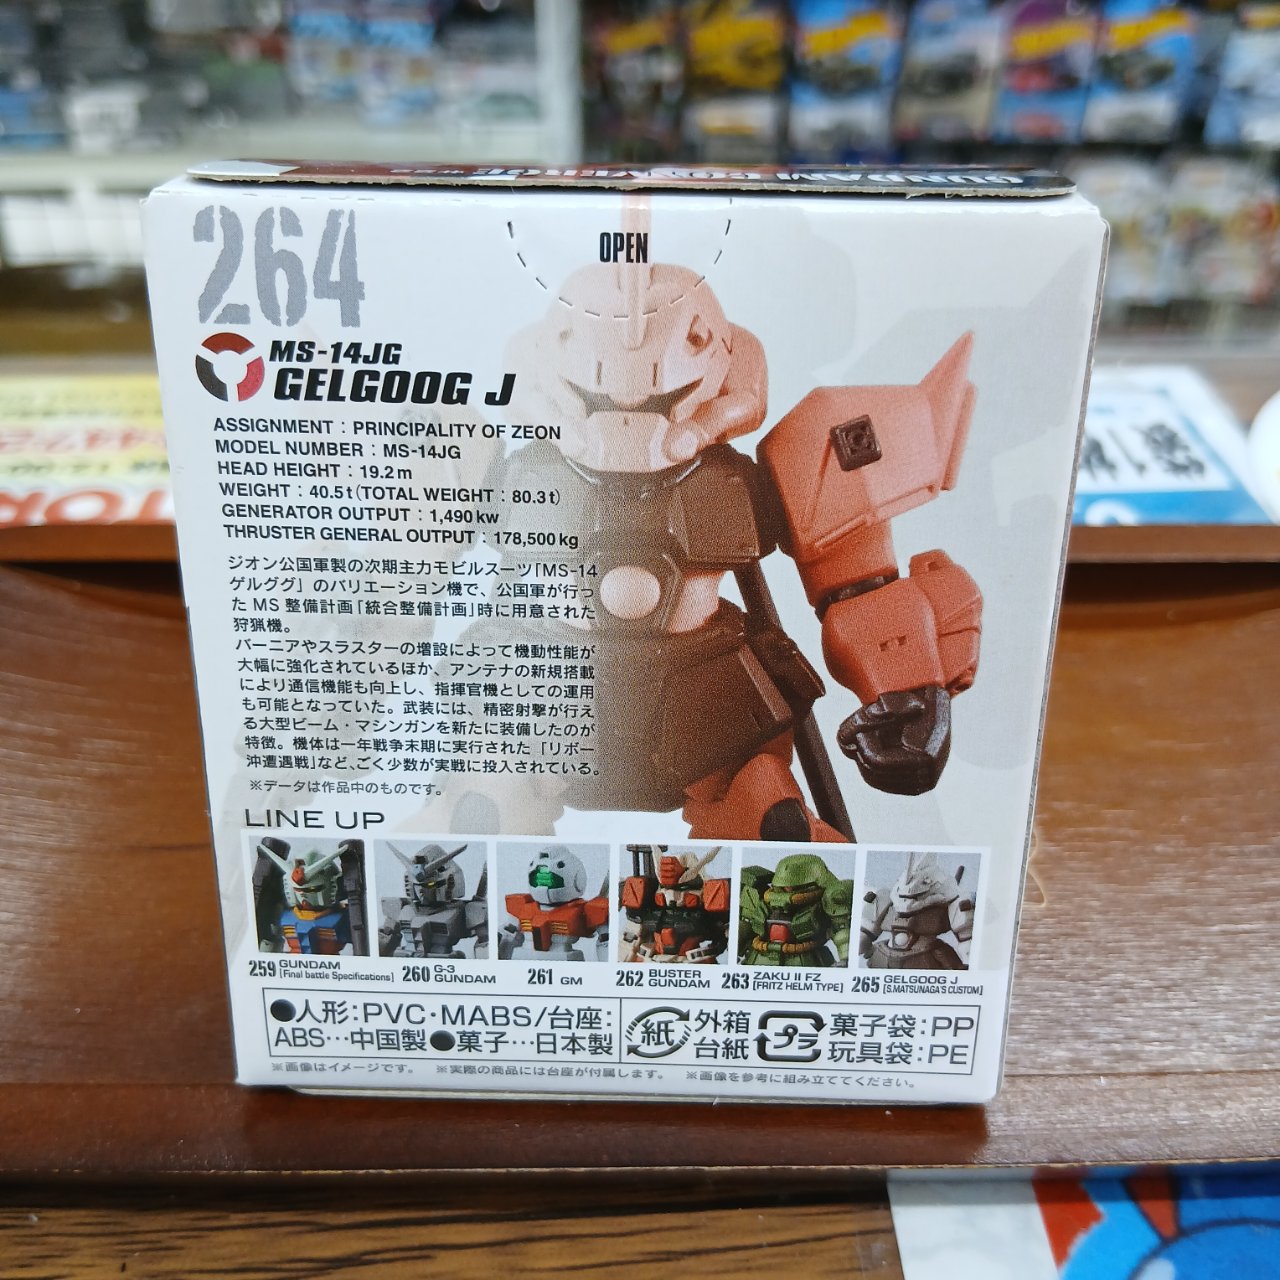 GUNDAM CONVERGE
264
OPEN
MS-14JG
GELGOOG J
ASSIGNMENT : PRINCIPALITY OF ZEON
MODEL NUMBER : MS-14JG
HEAD HEIGHT : 19.2m
WEIGHT : 40.5t(TOTAL WEIGHT : 80.3t)
GENERATOR OUTPUT : 1,490kw
THRUSTER GENERAL OUTPUT : 178,500kg
ジオン公国軍製の次期主力モビルスーツ「MS-14
ゲルググ」のバリエーション機で、公国軍が行っ
た MS 整備計画「統合整備計画」時に用意された
狩猟機。
バーニアやスラスターの増設によって機動性能が
大幅に強化されているほか、アンテナの新規搭載
により通信機能も向上し、指揮官機としての運用
も可能となっていた。武装には、精密射撃が行え
る大型ビーム・マシンガンを新たに装備したのが
特徴。機体は一年戦争末期に実行された「リボー
沖遭遇戦」など、ごく少数が実戦に投入されている。
※データは作品中のものです。
LINE UP
259 GUNDAM
[Final battle Specifications]
260 G-3
GUNDAM
261 GM
262 BUSTER
GUNDAM
263 ZAKU II FZ
[FRITZ HELM TYPE]
265 GELGOOG J
[S.MATSUNAGA'S CUSTOM]
●人形:PVC・MABS/台座:
ABS…中国製●菓子…日本製
紙
外箱
台紙
プラ
菓子袋:PP
玩具袋:PE
※画像はイメージです。 ※実際の商品には台座が付属します。 ※画像を参考に組み立ててください。